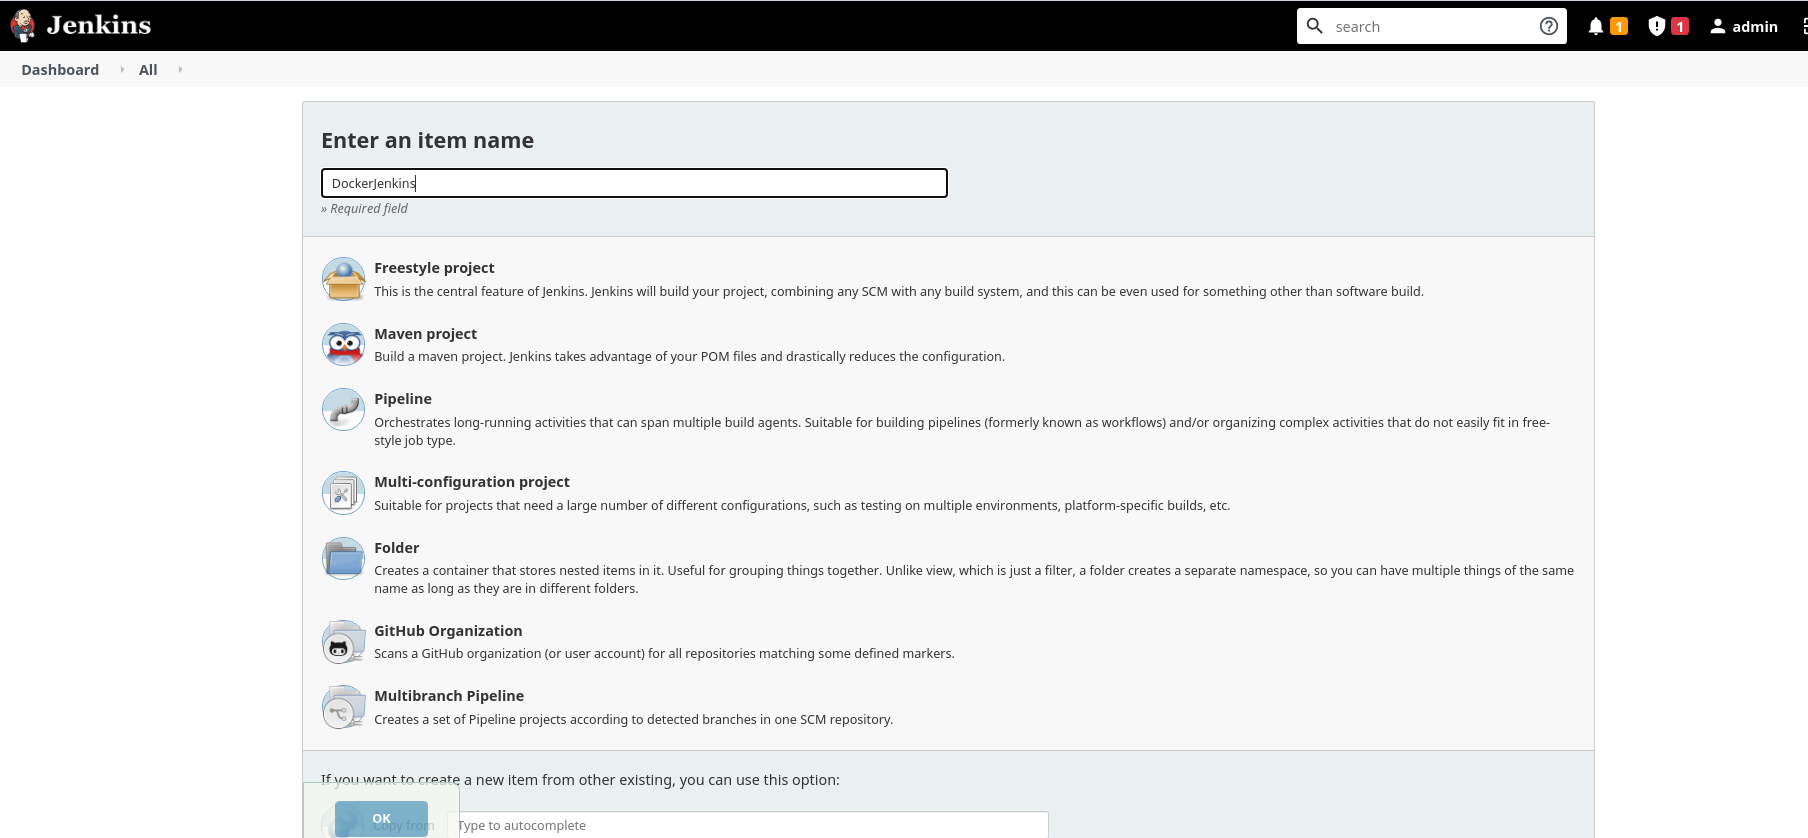 Jenkins
search
1
1
admin
Dashboard
All
Enter an item name
DockerJenkins
» Required field
Freestyle project
This is the central feature of Jenkins. Jenkins will build your project, combining any SCM with any build system, and this can be even used for something other than software build.
Maven project
Build a maven project. Jenkins takes advantage of your POM files and drastically reduces the configuration.
Pipeline
Orchestrates long-running activities that can span multiple build agents. Suitable for building pipelines (formerly known as workflows) and/or organizing complex activities that do not easily fit in free-
style job type.
Multi-configuration project
Suitable for projects that need a large number of different configurations, such as testing on multiple environments, platform-specific builds, etc.
Folder
Creates a container that stores nested items in it. Useful for grouping things together. Unlike view, which is just a filter, a folder creates a separate namespace, so you can have multiple things of the same
name as long as they are in different folders.
GitHub Organization
Scans a GitHub organization (or user account) for all repositories matching some defined markers.
Multibranch Pipeline
Creates a set of Pipeline projects according to detected branches in one SCM repository.
If you want to create a new item from other existing, you can use this option:
OK
Copy from
Type to autocomplete